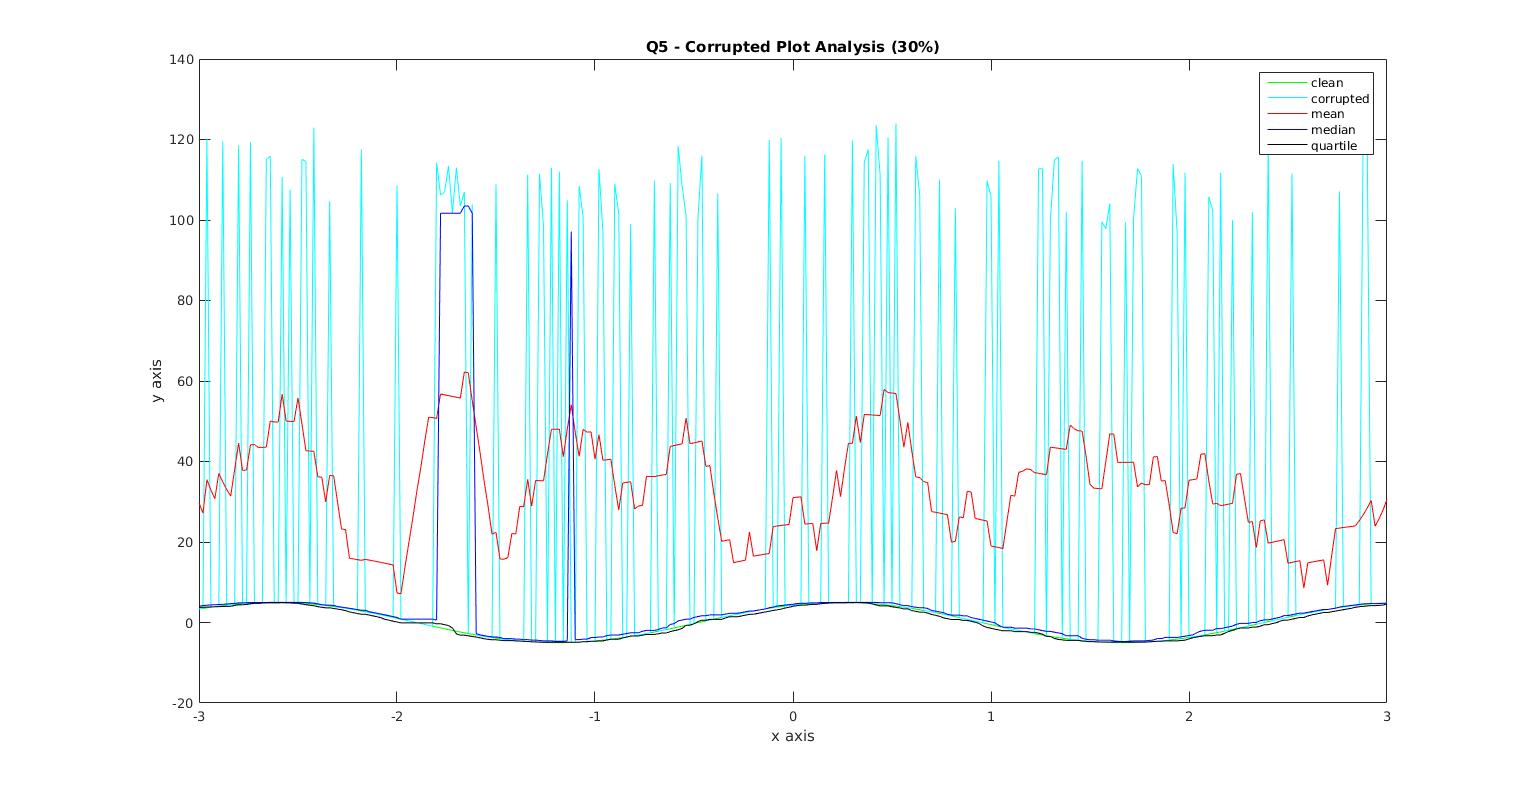 Q5 - Corrupted Plot Analysis (30%)
140
120
100
80
60
40
20
0
-20
y axis
clean
corrupted
mean
median
quartile
-3
-2
-1
0
1
2
3
x axis